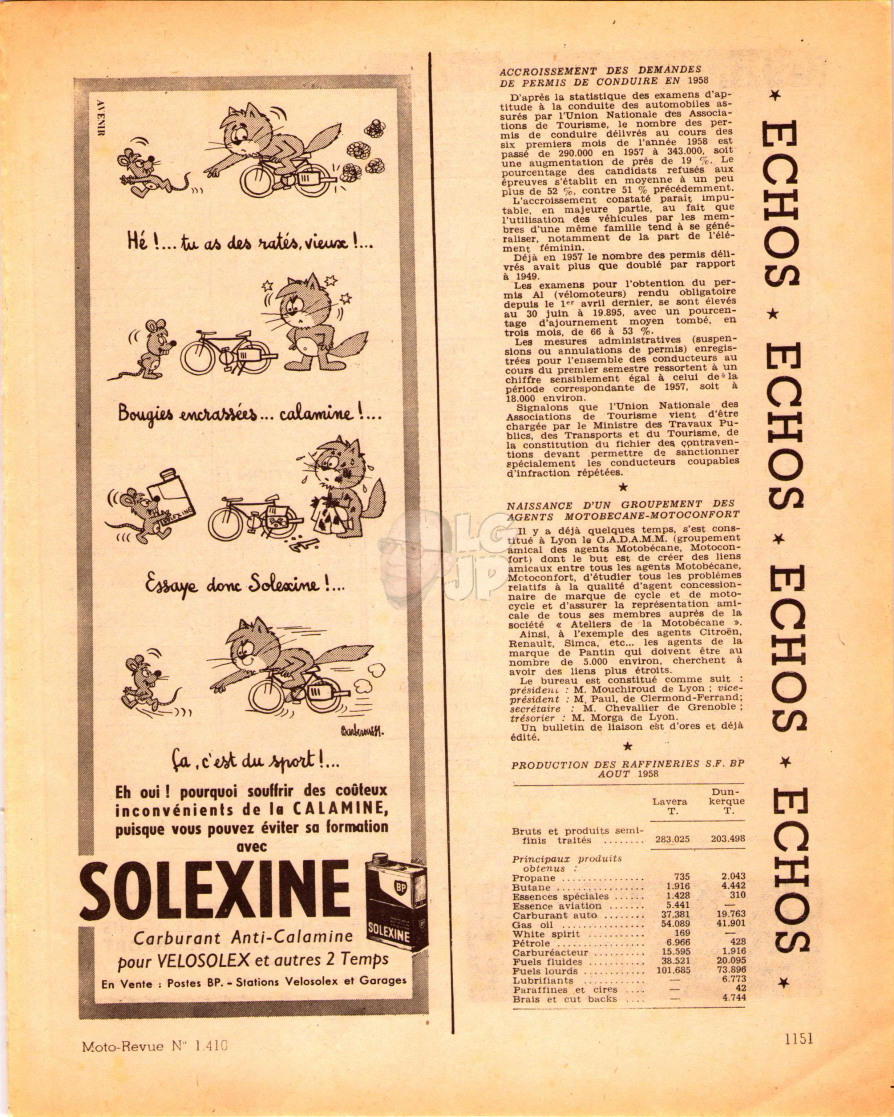 AVENIR
Hé !... tu as des ratés, vieux !...
Bougies encrassées... calamine !...
SOLEXINE
Essaye donc Solexine !...
Ça, c'est du sport !...
Eh oui ! pourquoi souffrir des coûteux
inconvénients de la CALAMINE,
puisque vous pouvez éviter sa formation
avec
SOLEXINE
BP
SOLEXINE
Carburant Anti-Calamine
pour VELOSOLEX et autres 2 Temps
En Vente : Postes BP. - Stations Velosolex et Garages
ACCROISSEMENT DES DEMANDES
DE PERMIS DE CONDUIRE EN 1958
D'après la statistique des examens d'ap-
titude à la conduite des automobiles as-
surés par l'Union Nationale des Associa-
tions de Tourisme, le nombre des per-
mis de conduire délivrés au cours des
six premiers mois de l'année 1958 est
passé de 290.000 en 1957 à 343.000, soit
une augmentation de près de 19 %. Le
pourcentage des candidats refusés aux
épreuves s'établit en moyenne à un peu
plus de 52 %, contre 51 % précédemment.
L'accroissement constaté paraît impu-
table, en majeure partie, au fait que
l'utilisation des véhicules par les mem-
bres d'une même famille tend à se géné-
raliser, notamment de la part de l'élé-
ment féminin.
Déjà en 1957 le nombre des permis déli-
vrés avait plus que doublé par rapport
à 1949.
Les examens pour l'obtention du per-
mis A1 (vélomoteurs) rendu obligatoire
depuis le 1er avril dernier, se sont élevés
au 30 juin à 19.895, avec un pourcen-
tage d'ajournement moyen tombé, en
trois mois, de 66 à 53 %.
Les mesures administratives (suspen-
sions ou annulations de permis) enregis-
trées pour l'ensemble des conducteurs au
cours du premier semestre ressortent à un
chiffre sensiblement égal à celui de la
période correspondante de 1957, soit à
18.000 environ.
Signalons que l'Union Nationale des
Associations de Tourisme vient d'être
chargée par le Ministre des Travaux Pu-
blics, des Transports et du Tourisme, de
la constitution du fichier des contraven-
tions devant permettre de sanctionner
spécialement les conducteurs coupables
d'infraction répétées.
★
NAISSANCE D'UN GROUPEMENT DES
AGENTS MOTOBECANE-MOTOCONFORT
Il y a déjà quelques temps, s'est cons-
titué à Lyon le G.A.D.A.M.M. (groupement
amical des agents Motobécane, Motocon-
fort) dont le but est de créer des liens
amicaux entre tous les agents Motobécane,
Motoconfort, d'étudier tous les problèmes
relatifs à la qualité d'agent concession-
naire de marque de cycle et de moto-
cycle et d'assurer la représentation ami-
cale de tous ses membres auprès de la
société « Ateliers de la Motobécane ».
Ainsi, à l'exemple des agents Citroën,
Renault, Simca, etc... les agents de la
marque de Pantin qui doivent être au
nombre de 5.000 environ, cherchent à
avoir des liens plus étroits.
Le bureau est constitué comme suit :
président : M. Mouchiroud de Lyon ; vice-
président : M. Paul, de Clermond-Ferrand;
secrétaire : M. Chevallier de Grenoble ;
trésorier : M. Morga de Lyon.
Un bulletin de liaison est d'ores et déjà
édité.
★
PRODUCTION DES RAFFINERIES S.F. BP
AOUT 1958
Lavera T. Dun-kerque T.
Bruts et produits semi-
finis traités ........ 283.025 203.498
Principaux produits
obtenus :
Propane ............... 735 2.043
Butane ................ 1.916 4.442
Essences spéciales ...... 1.428 310
Essence aviation ........ 5.441 —
Carburant auto ........ 37.381 19.763
Gas oil ................ 54.089 41.901
White spirit ........... 169 —
Pétrole ................ 6.966 428
Carburéacteur ......... 15.595 1.916
Fuels fluides ........... 38.521 20.095
Fuels lourds ........... 101.685 73.896
Lubrifiants ............ — 6.773
Paraffines et cires .... — 42
Brais et cut backs .... — 4.744
★ ECHOS ★ ECHOS ★ ECHOS ★ ECHOS ★
LG
JP
Moto-Revue N° 1.410
1151